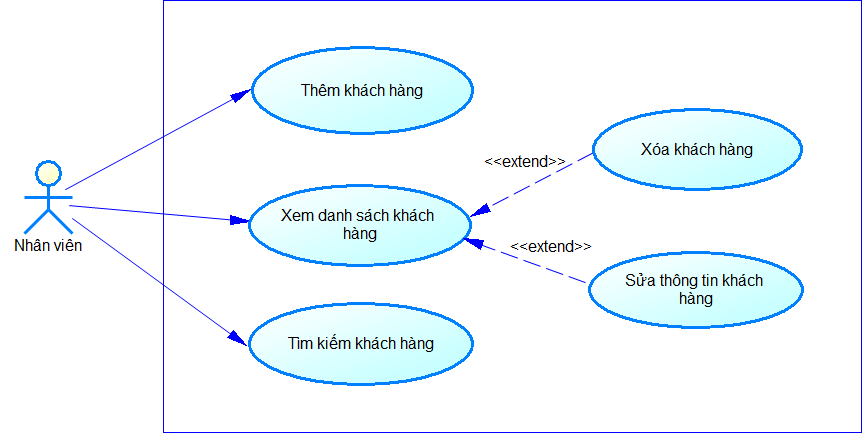 Thêm khách hàng
Xóa khách hàng
<<extend>>
Xem danh sách khách
hàng
Nhân viên
<<extend>>
Sửa thông tin khách
hàng
Tìm kiếm khách hàng